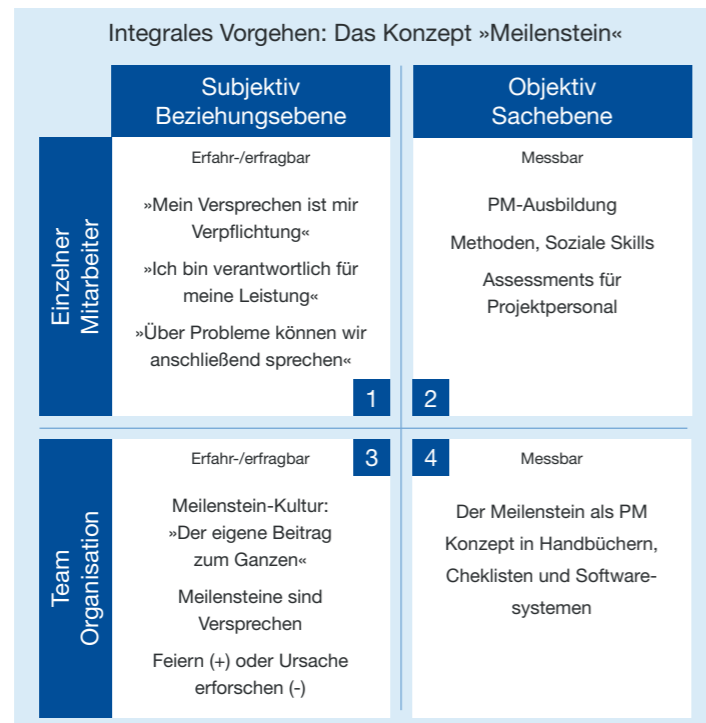 Integrales Vorgehen: Das Konzept »Meilenstein«
Subjektiv
Beziehungsebene
Objektiv
Sachebene
Einzelner
Mitarbeiter
Erfahr-/erfragbar
»Mein Versprechen ist mir
Verpflichtung«
»Ich bin verantwortlich für
meine Leistung«
»Über Probleme können wir
anschließend sprechen«
1
Messbar
PM-Ausbildung
Methoden, Soziale Skills
Assessments für
Projektpersonal
2
Team
Organisation
Erfahr-/erfragbar
3
Meilenstein-Kultur:
»Der eigene Beitrag
zum Ganzen«
Meilensteine sind
Versprechen
Feiern (+) oder Ursache
erforschen (-)
4
Messbar
Der Meilenstein als PM
Konzept in Handbüchern,
Cheklisten und Software-
systemen